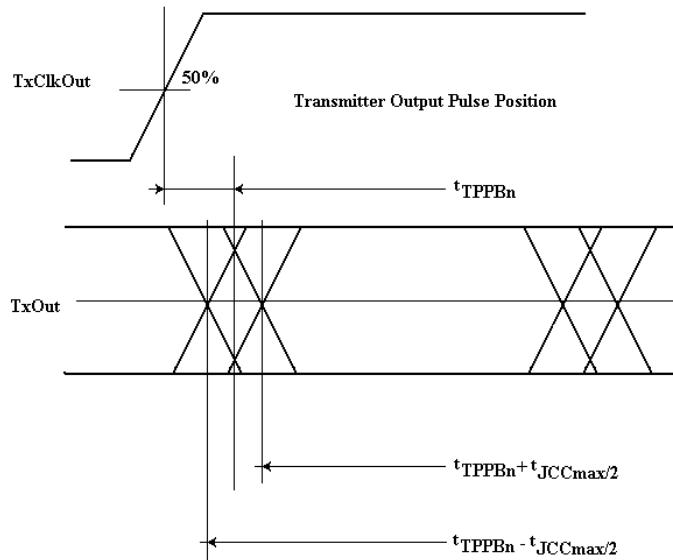 TxClkOut
50%
Transmitter Output Pulse Position
tTPPBn
TxOut
tTPPBn+tJCCmax/2
tTPPBn - tJCCmax/2